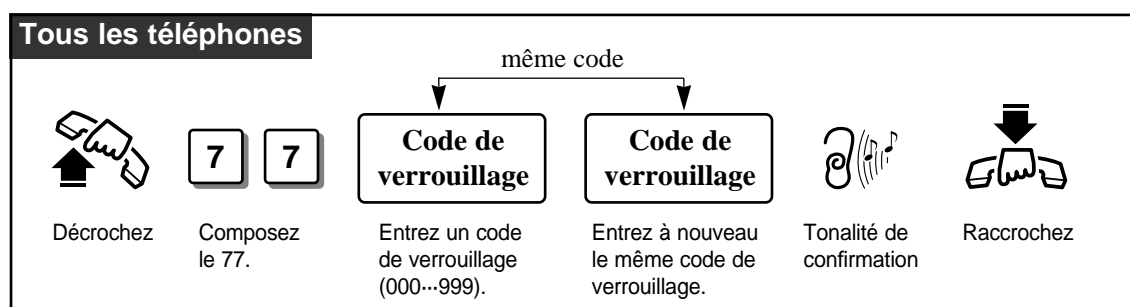 Tous les téléphones
même code
7 7
Code de
verrouillage
Code de
verrouillage
Décrochez
Composez
le 77.
Entrez un code
de verrouillage
(000···999).
Entrez à nouveau
le même code de
verrouillage.
Tonalité de
confirmation
Raccrochez